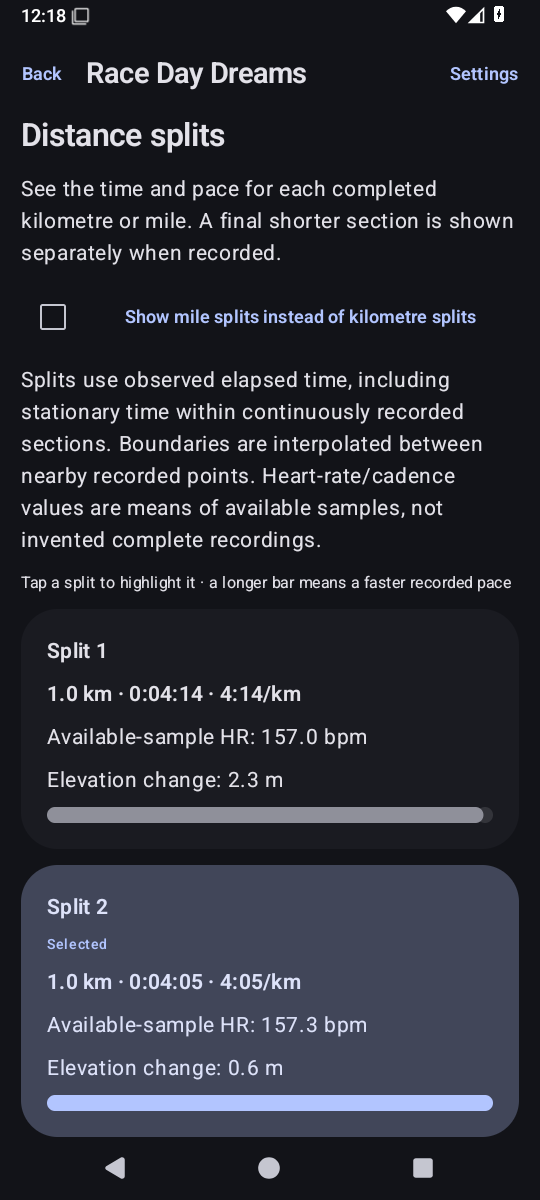 12:18
Back Race Day Dreams Settings
Distance splits
See the time and pace for each completed
kilometre or mile. A final shorter section is shown
separately when recorded.
Show mile splits instead of kilometre splits
Splits use observed elapsed time, including
stationary time within continuously recorded
sections. Boundaries are interpolated between
nearby recorded points. Heart-rate/cadence
values are means of available samples, not
invented complete recordings.
Tap a split to highlight it · a longer bar means a faster recorded pace
Split 1
1.0 km · 0:04:14 · 4:14/km
Available-sample HR: 157.0 bpm
Elevation change: 2.3 m
Split 2
Selected
1.0 km · 0:04:05 · 4:05/km
Available-sample HR: 157.3 bpm
Elevation change: 0.6 m